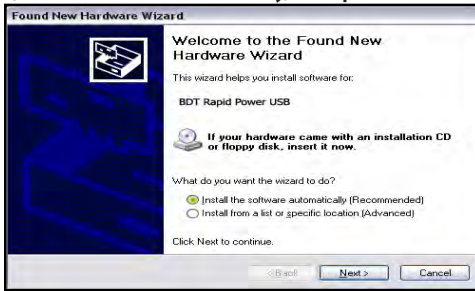 Found New Hardware Wizard
Welcome to the Found New
Hardware Wizard
This wizard helps you install software for:
BDT Rapid Power USB
If your hardware came with an installation CD
or floppy disk, insert it now.
What do you want the wizard to do?
Install the software automatically (Recommended)
Install from a list or specific location (Advanced)
Click Next to continue.
< Back Next > Cancel